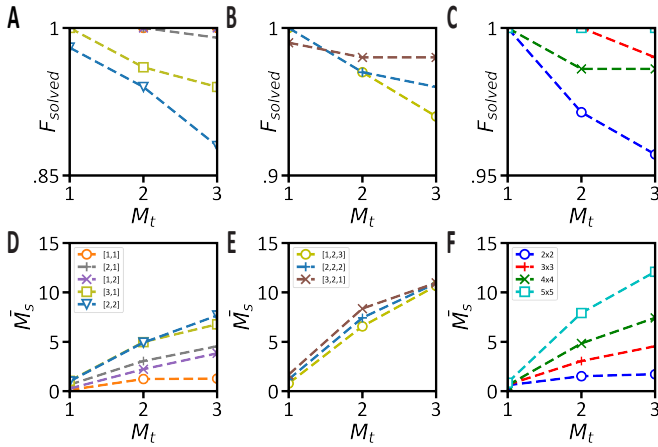 A
B
C
1
.85
F_solved
1 2 3
M_t
1
.9
F_solved
1 2 3
M_t
1
.95
F_solved
1 2 3
M_t
D
E
F
15
10
5
0
M̄_s
[1,1]
[2,1]
[1,2]
[3,1]
[2,2]
1 2 3
M_t
15
10
5
0
M̄_s
[1,2,3]
[2,2,2]
[3,2,1]
1 2 3
M_t
15
10
5
0
M̄_s
2x2
3x3
4x4
5x5
1 2 3
M_t